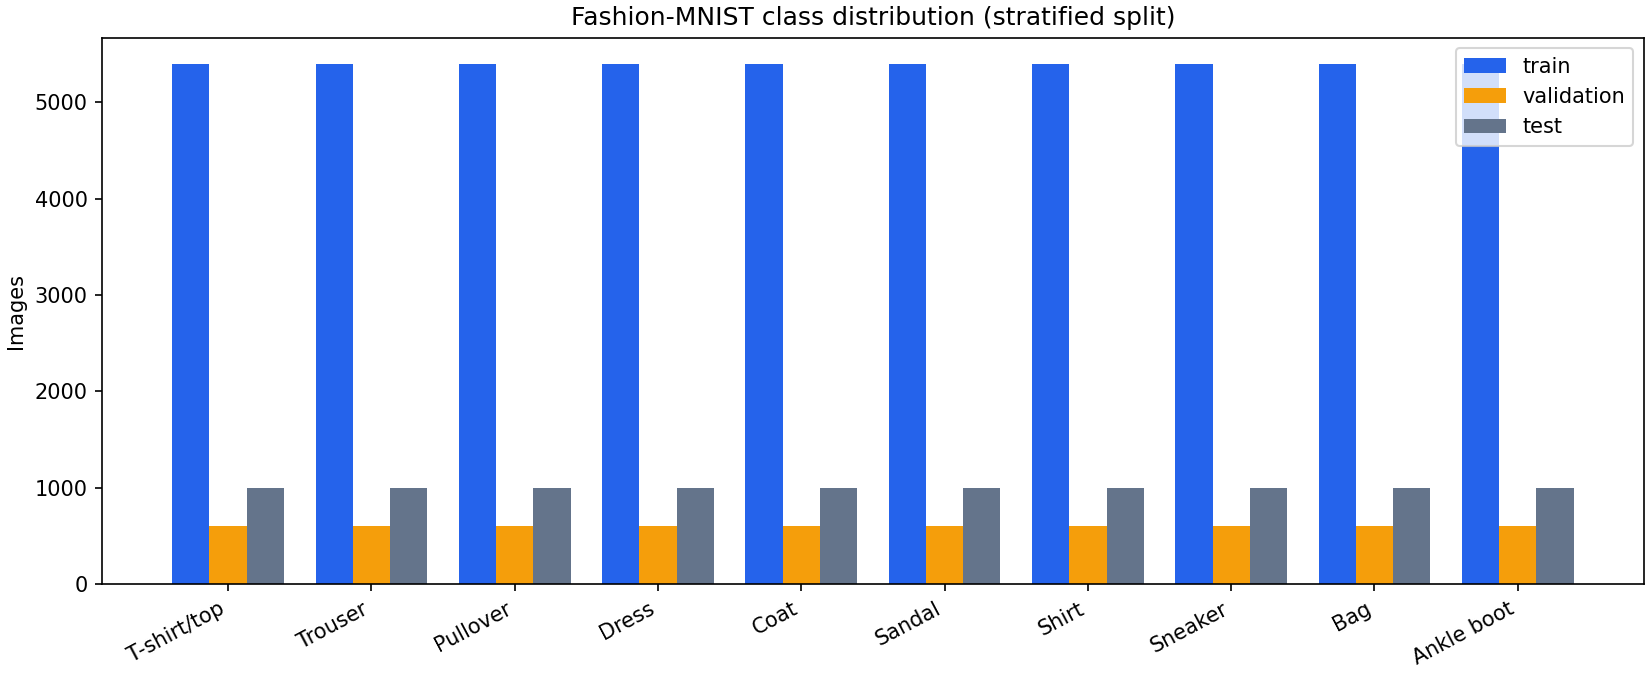 Fashion-MNIST class distribution (stratified split)
train
validation
test
Images
5000
4000
3000
2000
1000
0
T-shirt/top
Trouser
Pullover
Dress
Coat
Sandal
Shirt
Sneaker
Bag
Ankle boot